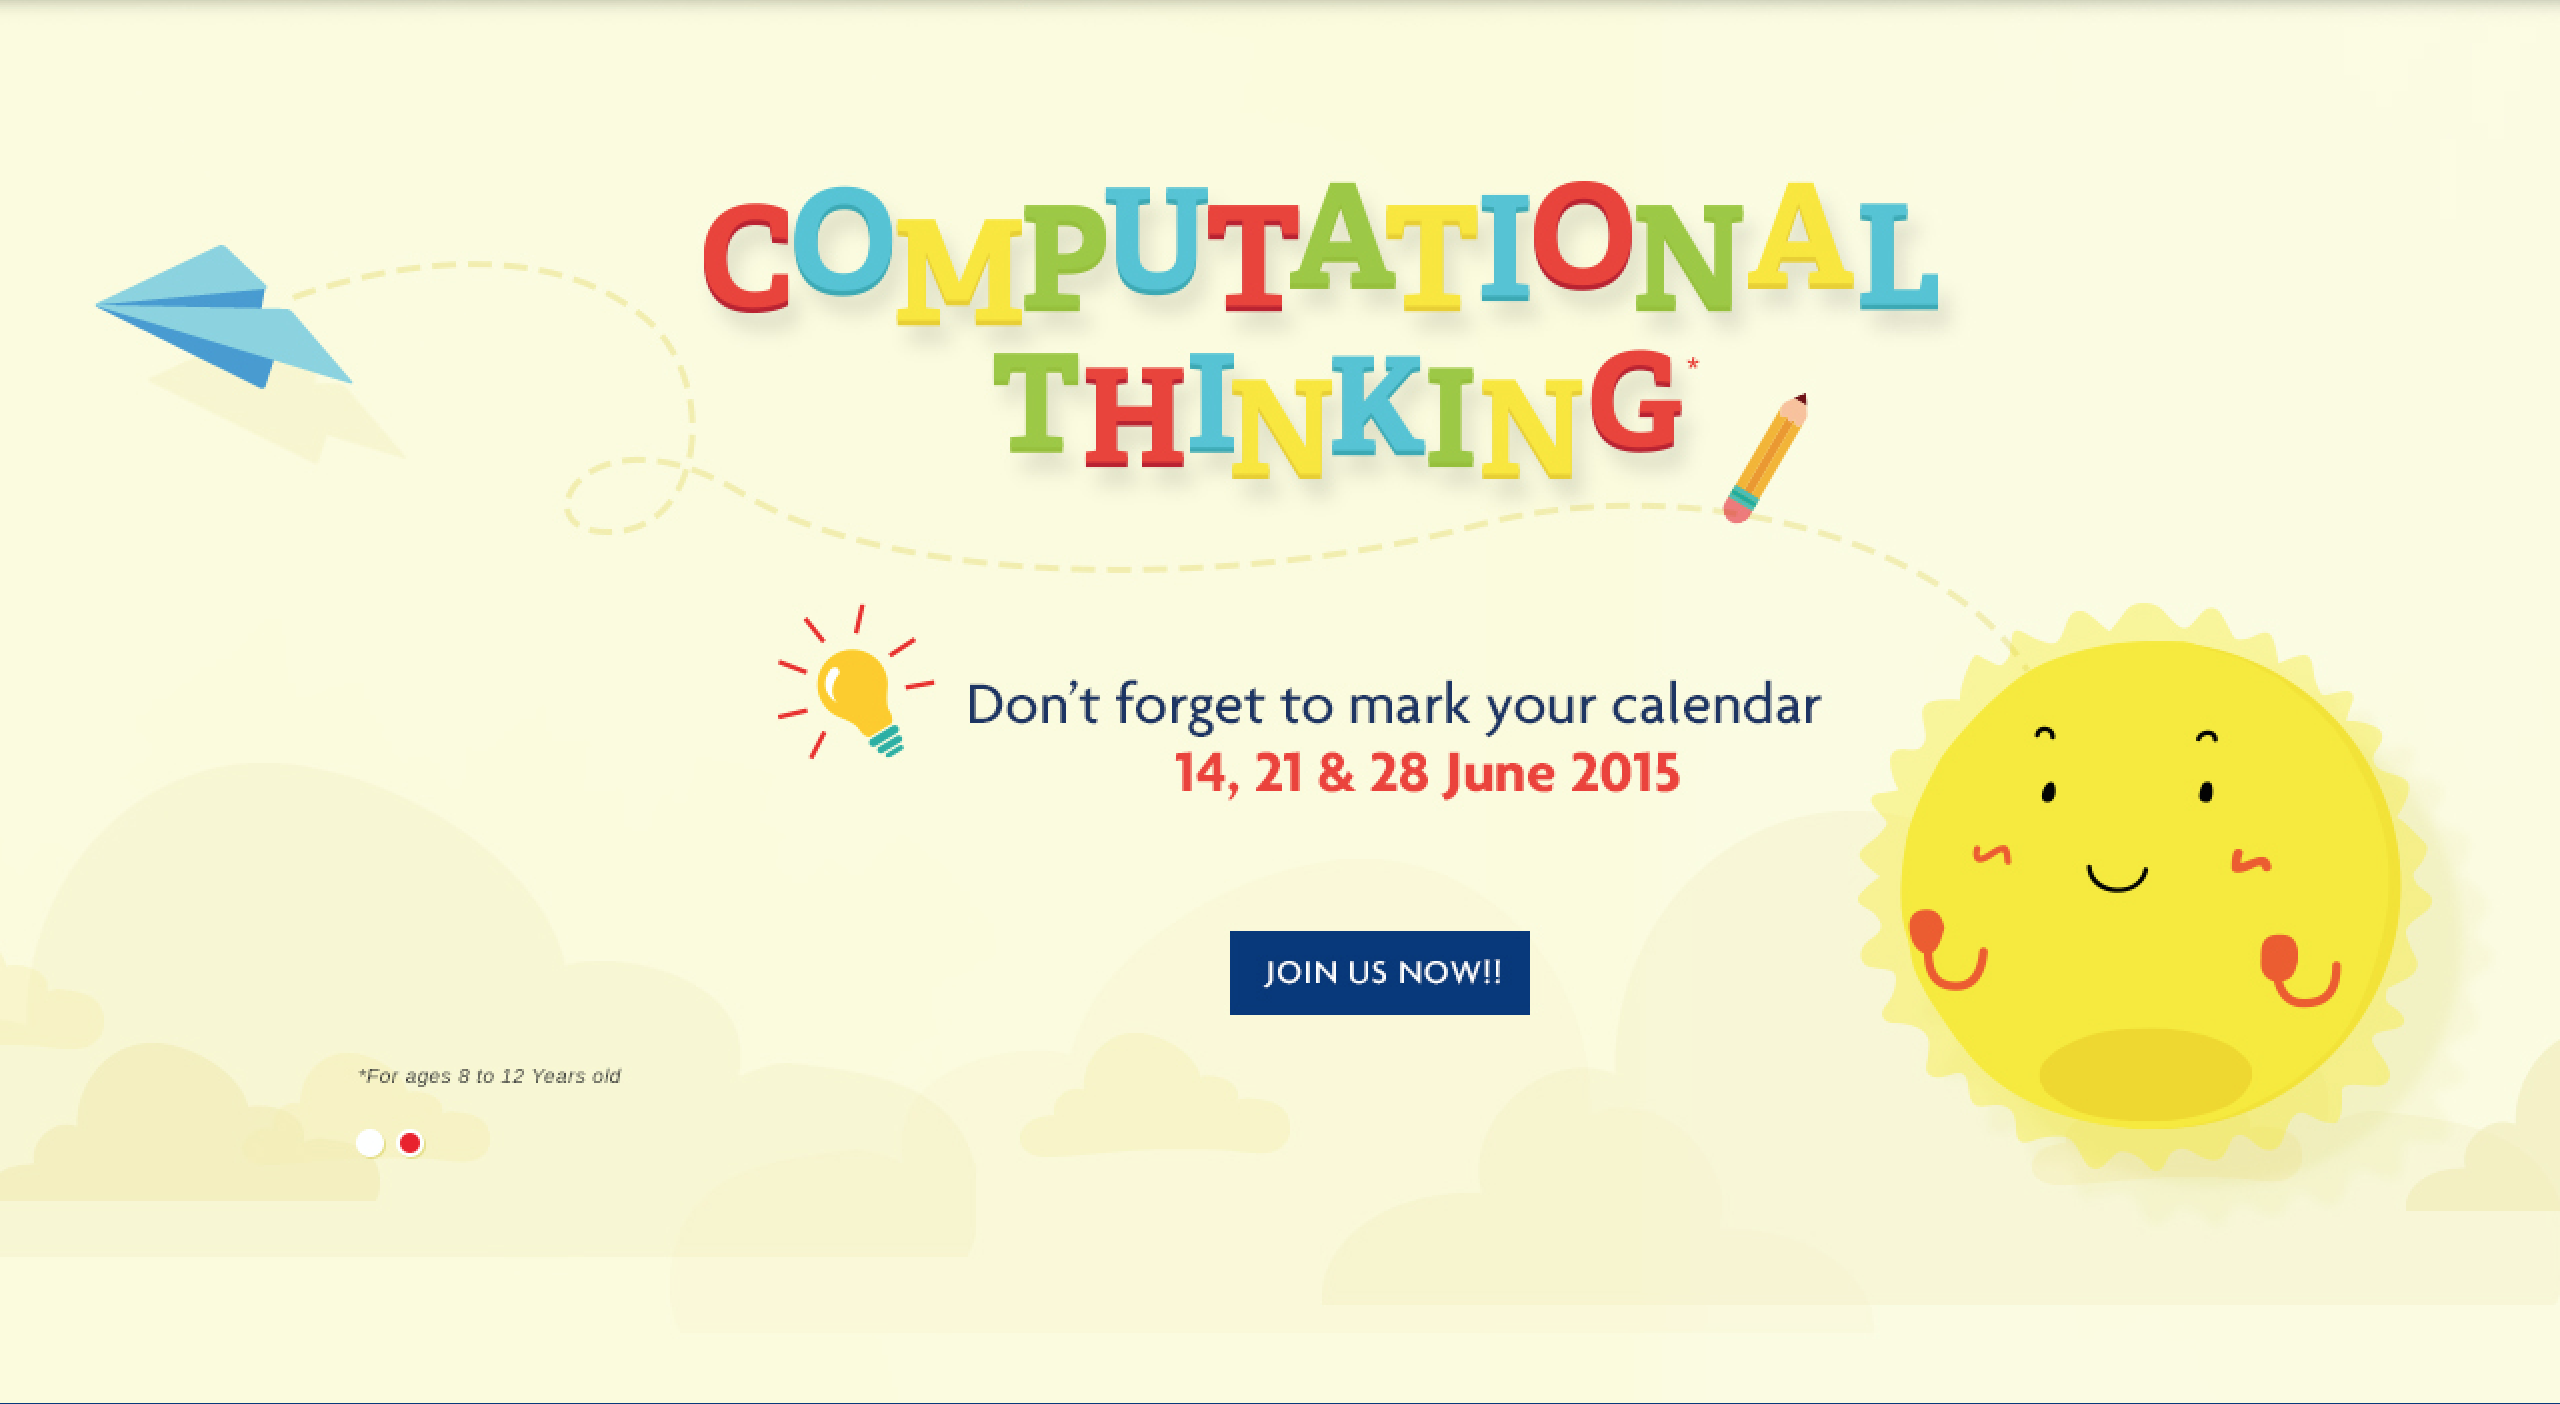 COMPUTATIONAL
THINKING*
Don't forget to mark your calendar
14, 21 & 28 June 2015
JOIN US NOW!!
*For ages 8 to 12 Years old